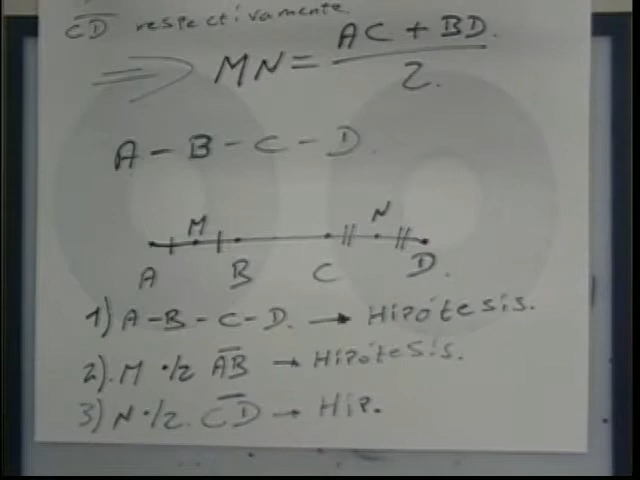 CD respectivamente
⟹ MN = AC + BD. / 2.
A - B - C - D.
M N
A B C D.
1) A-B-C-D. → Hipótesis.
2). M ·/2 AB → Hipótesis.
3) N·/2. CD → Hip.